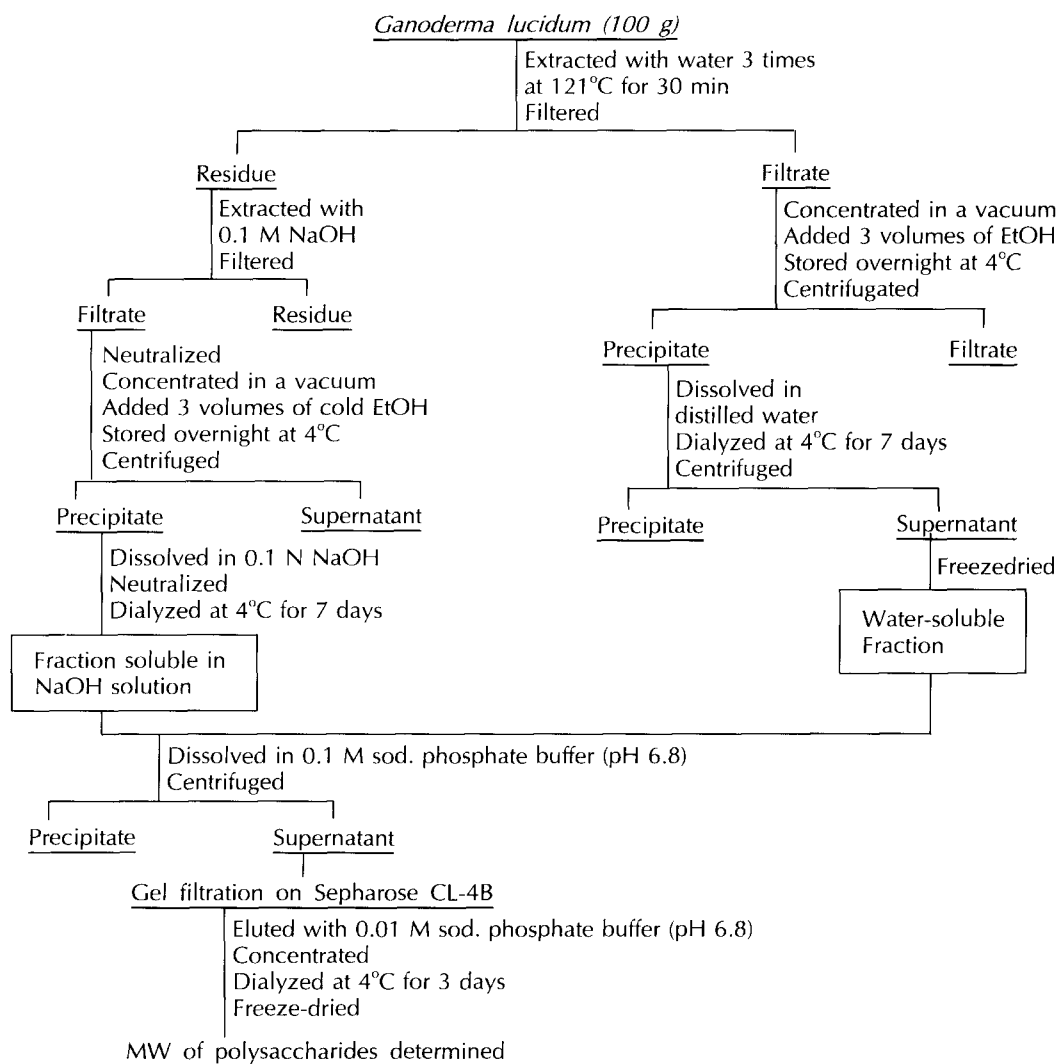 Ganoderma lucidum (100 g)
Extracted with water 3 times
at 121°C for 30 min
Filtered
Residue
Extracted with
0.1 M NaOH
Filtered
Filtrate
Residue
Neutralized
Concentrated in a vacuum
Added 3 volumes of cold EtOH
Stored overnight at 4°C
Centrifuged
Precipitate
Supernatant
Dissolved in 0.1 N NaOH
Neutralized
Dialyzed at 4°C for 7 days
Fraction soluble in
NaOH solution
Filtrate
Concentrated in a vacuum
Added 3 volumes of EtOH
Stored overnight at 4°C
Centrifugated
Precipitate
Filtrate
Dissolved in
distilled water
Dialyzed at 4°C for 7 days
Centrifuged
Precipitate
Supernatant
Freezedried
Water-soluble
Fraction
Dissolved in 0.1 M sod. phosphate buffer (pH 6.8)
Centrifuged
Precipitate
Supernatant
Gel filtration on Sepharose CL-4B
Eluted with 0.01 M sod. phosphate buffer (pH 6.8)
Concentrated
Dialyzed at 4°C for 3 days
Freeze-dried
MW of polysaccharides determined